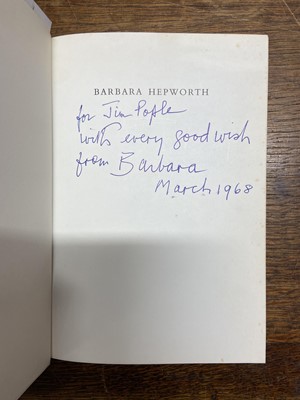 BARBARA HEPWORTH
for Jim Pople
with every good wish
from Barbara
March 1968